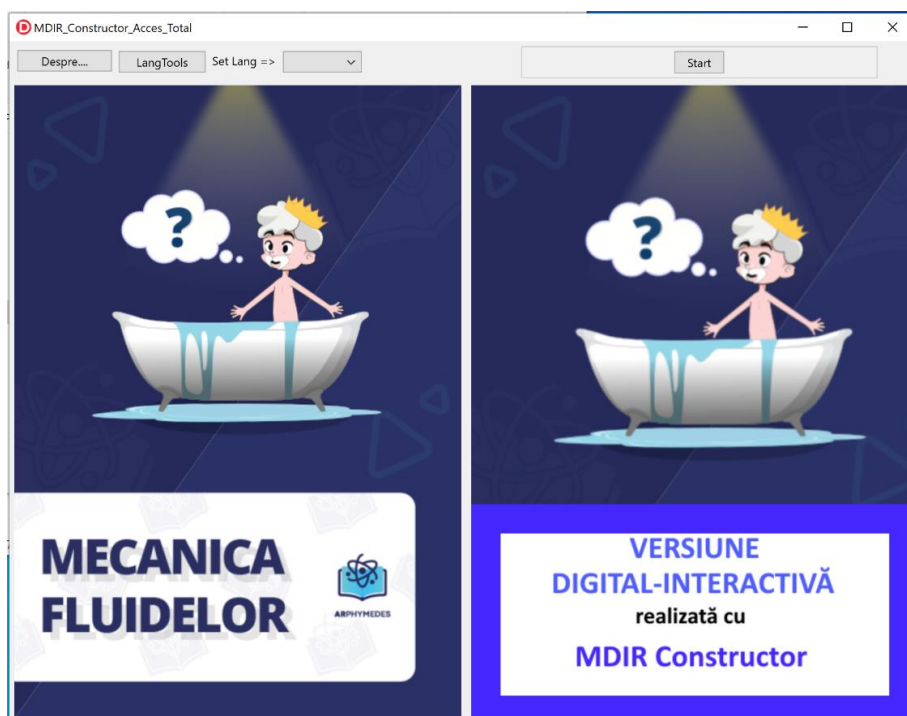 MDIR_Constructor_Acces_Total
Despre.... LangTools Set Lang => Start
?
MECANICA
FLUIDELOR
ARPHYMEDES
?
VERSIUNE
DIGITAL-INTERACTIVĂ
realizată cu
MDIR Constructor